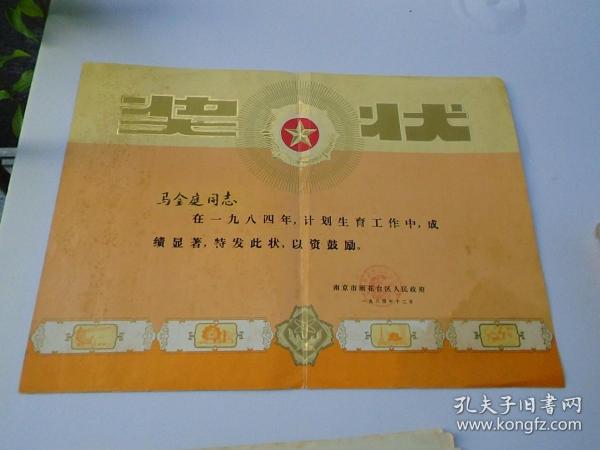 奖状
马金庭同志
在一九八四年，计划生育工作中，成
绩显著，特发此状，以资鼓励。
南京市雨花台区人民政府
一九八四年十二月
孔夫子旧书网
www.kongfz.com